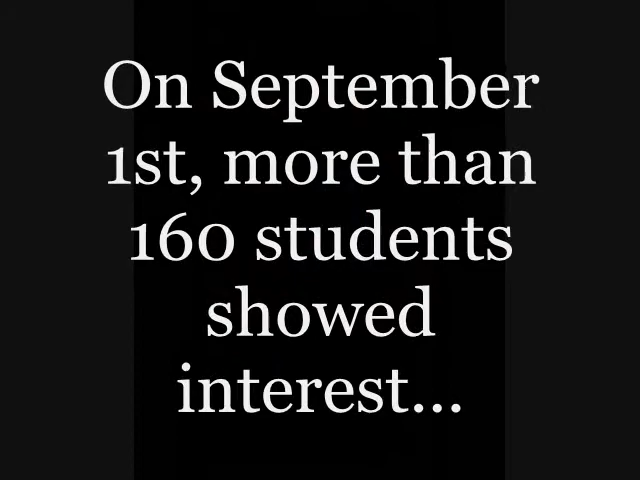 On September
1st, more than
160 students
showed
interest...